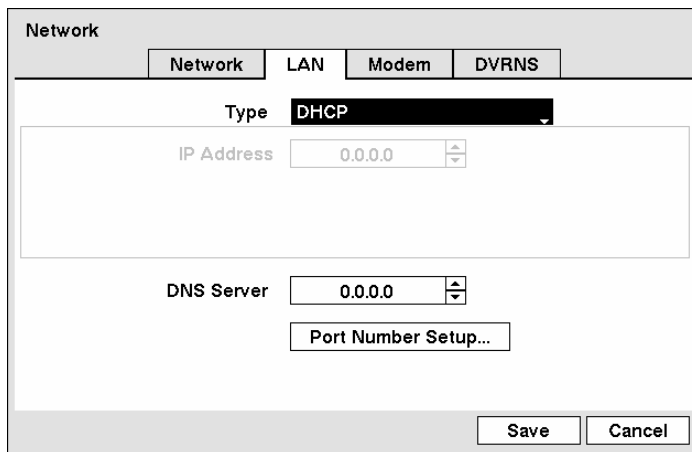 Network
Network LAN Modem DVRNS
Type DHCP
IP Address 0.0.0.0
DNS Server 0.0.0.0
Port Number Setup...
Save Cancel